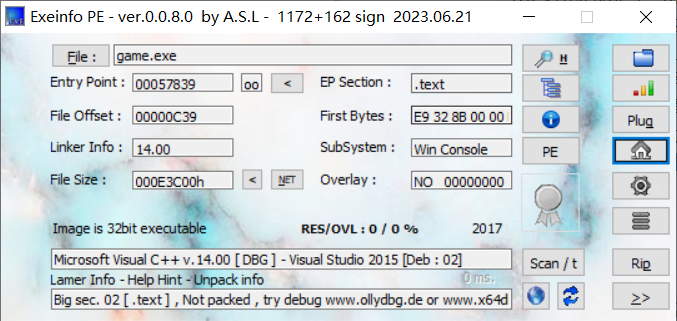 Exeinfo PE - ver.0.0.8.0 by A.S.L - 1172+162 sign 2023.06.21
File : game.exe H
Entry Point : 00057839 oo < EP Section : .text
File Offset : 00000C39 First Bytes : E9 32 8B 00 00 Plug
Linker Info : 14.00 SubSystem : Win Console PE
File Size : 000E3C00h < NET Overlay : NO 00000000
Image is 32bit executable RES/OVL : 0 / 0 % 2017
Microsoft Visual C++ v.14.00 [ DBG ] - Visual Studio 2015 [Deb : 02] Scan / t Rip
Lamer Info - Help Hint - Unpack info 0 ms.
Big sec. 02 [ .text ] , Not packed , try debug www.ollydbg.de or www.x64d >>